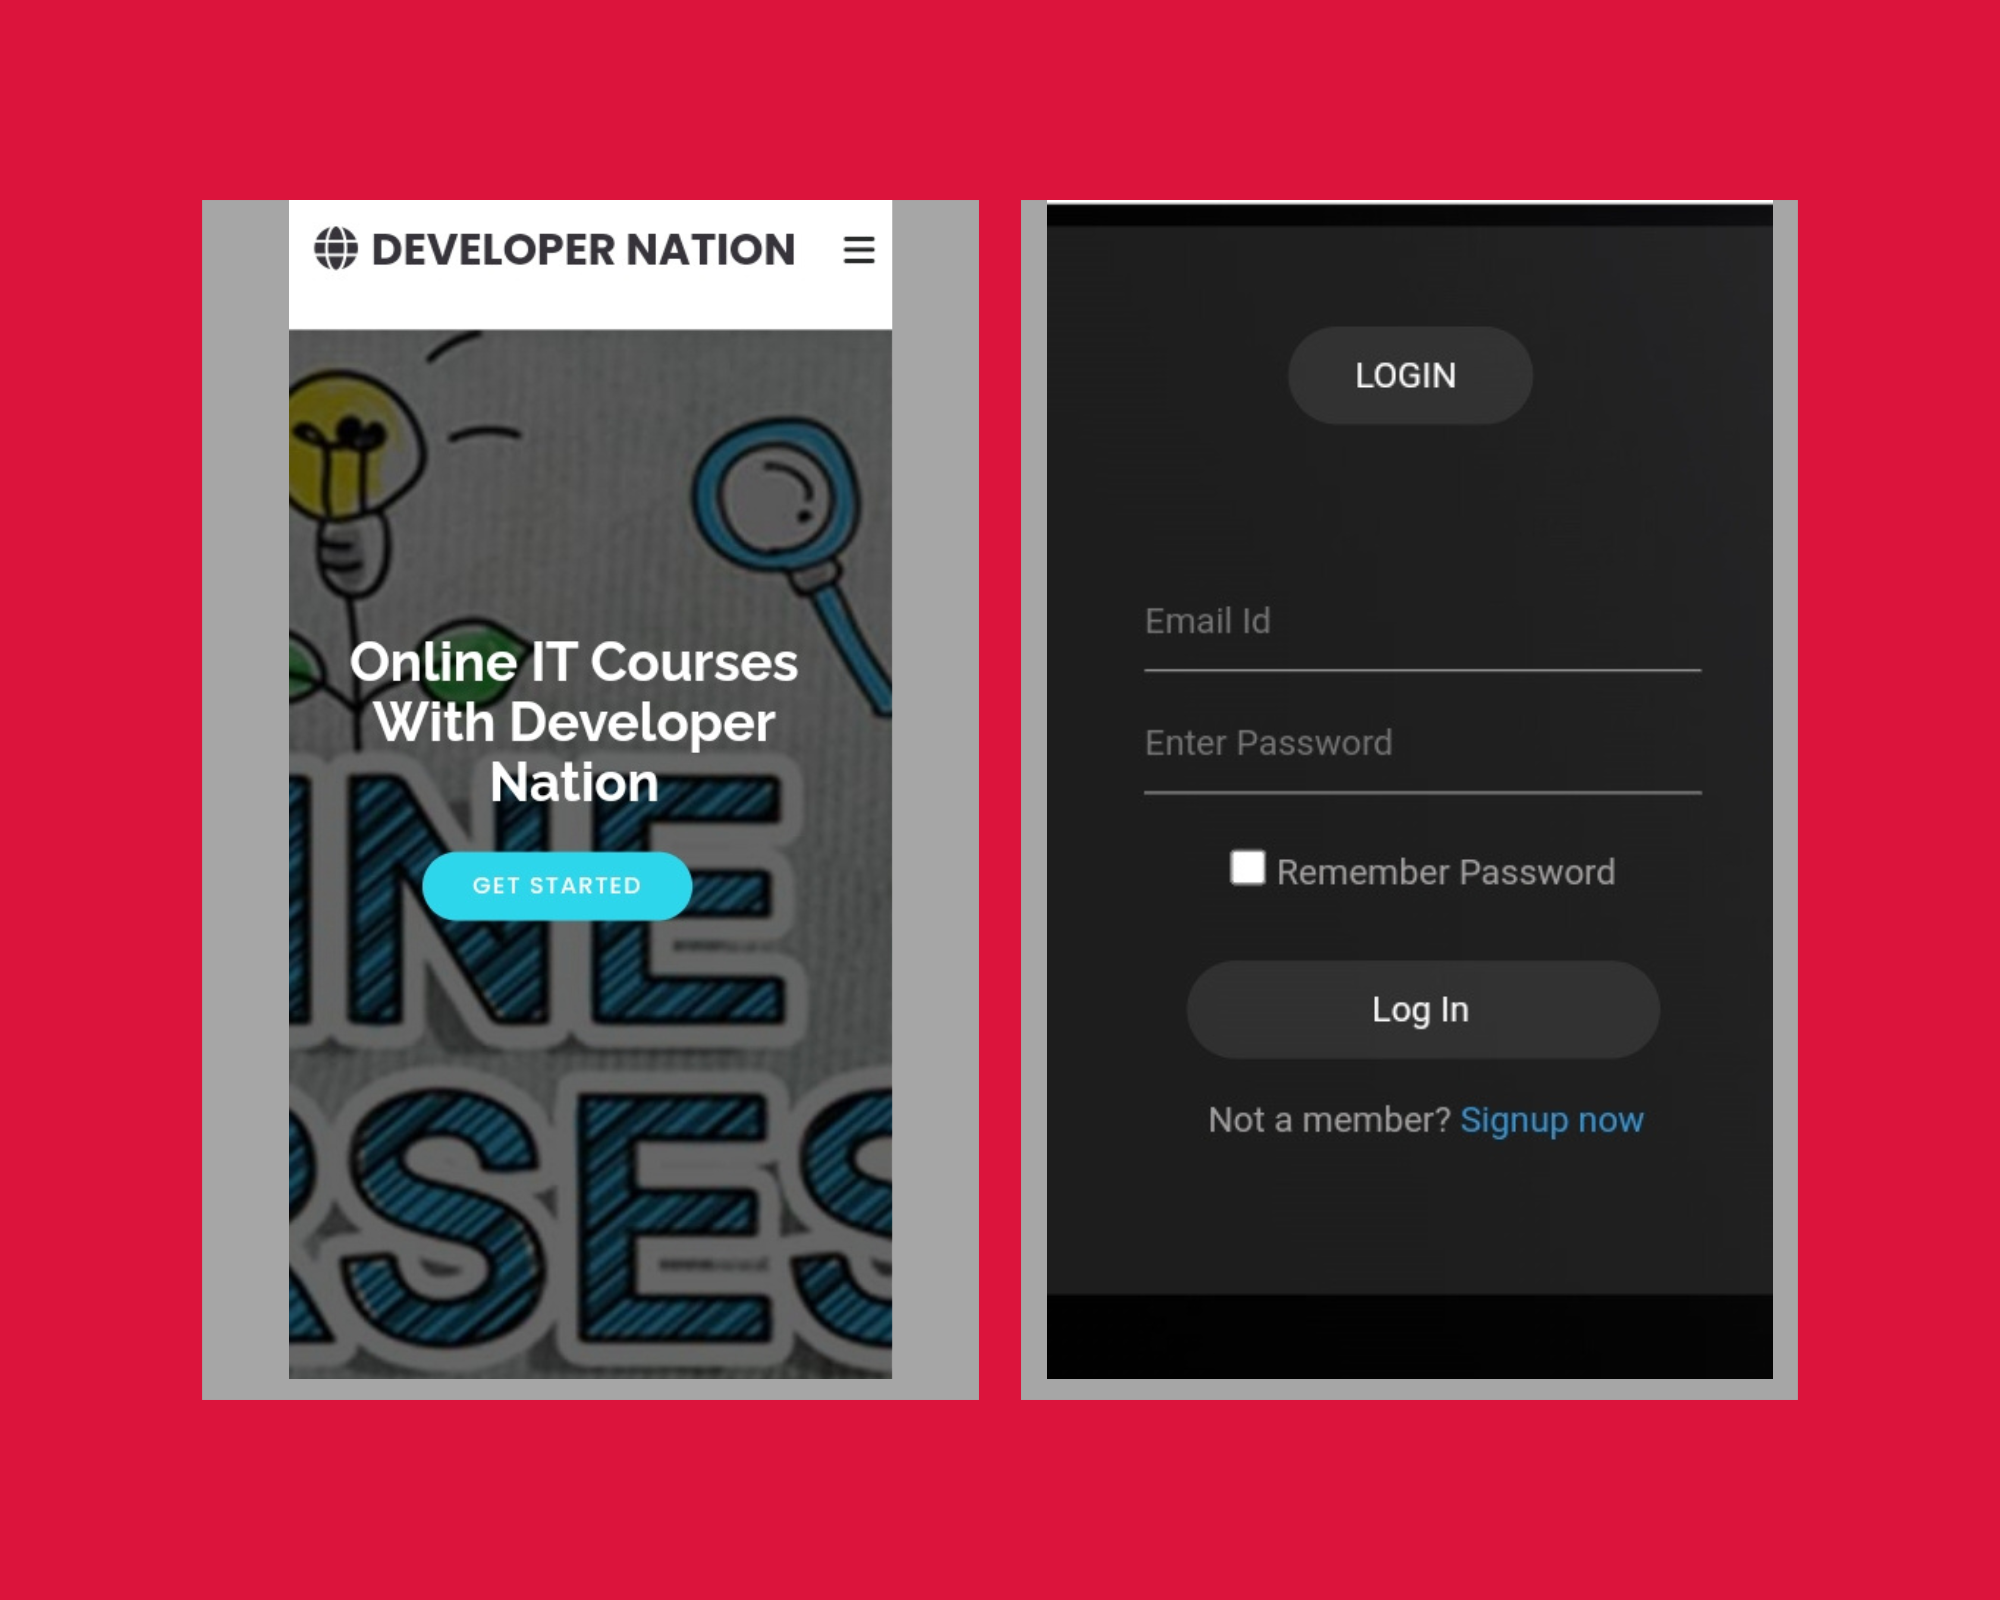 DEVELOPER NATION
Online IT Courses
With Developer
Nation
GET STARTED
INE
RSES
LOGIN
Email Id
Enter Password
Remember Password
Log In
Not a member? Signup now